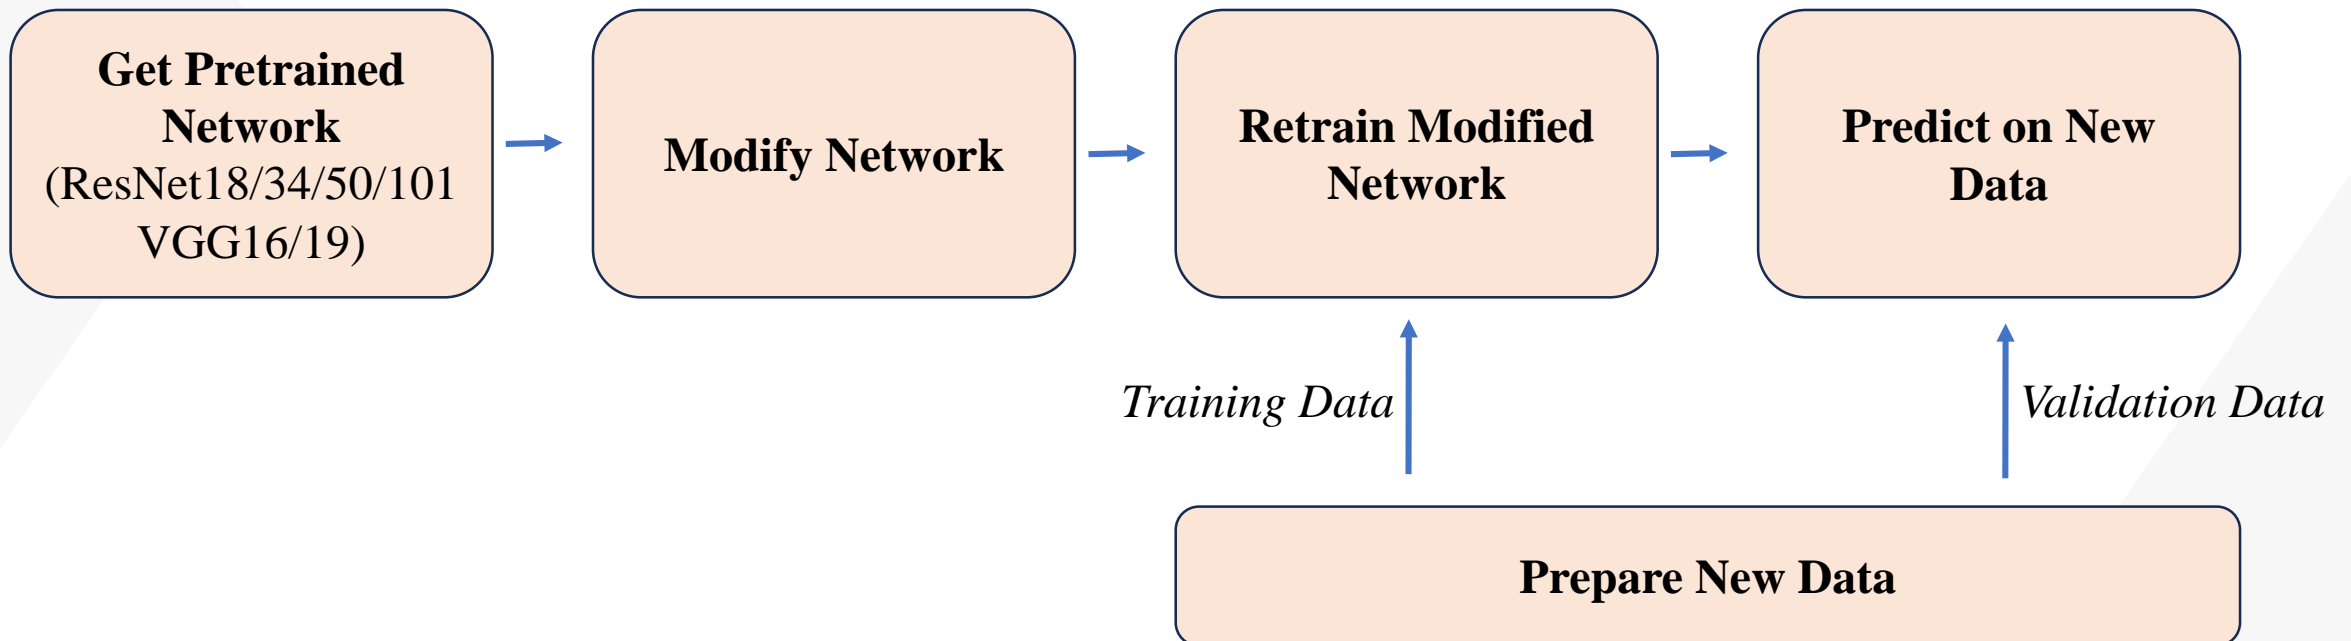 Get Pretrained
Network
(ResNet18/34/50/101
VGG16/19)
Modify Network
Retrain Modified
Network
Predict on New
Data
Training Data
Validation Data
Prepare New Data